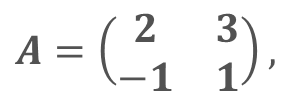 A = ( 2 3
-1 1 ),